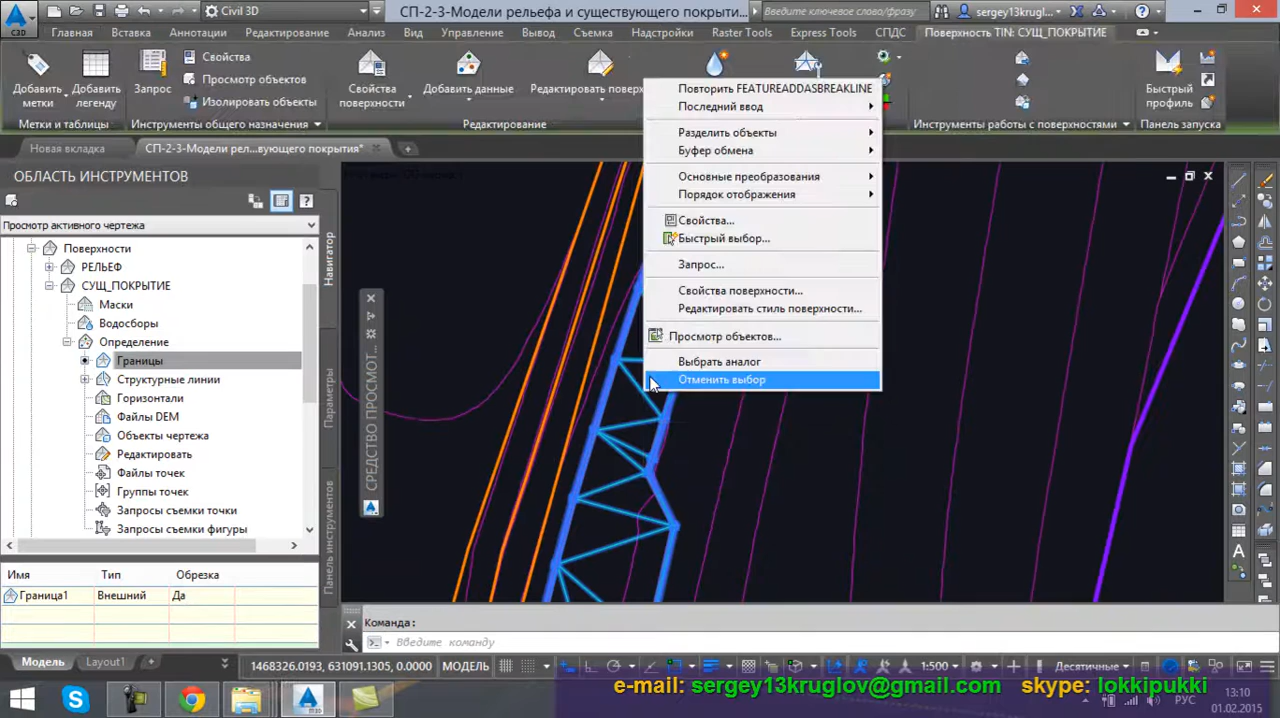 Civil 3D
СП-2-3-Модели рельефа и существующего покрыти...
Введите ключевое слово/фразу
sergey13krugl...
C3D
Главная
Вставка
Аннотации
Редактирование
Анализ
Вид
Управление
Вывод
Съемка
Надстройки
Raster Tools
Express Tools
СПДС
Поверхность TIN: СУЩ_ПОКРЫТИЕ
Добавить метки
Добавить легенду
Запрос
Свойства
Просмотр объектов
Изолировать объекты
Свойства поверхности
Добавить данные
Редактировать поверх
Быстрый профиль
Метки и таблицы
Инструменты общего назначения
Редактирование
Инструменты работы с поверхностями
Панель запуска
Новая вкладка
СП-2-3-Модели рел...вующего покрытия*
ОБЛАСТЬ ИНСТРУМЕНТОВ
Просмотр активного чертежа
Поверхности
РЕЛЬЕФ
СУЩ_ПОКРЫТИЕ
Маски
Водосборы
Определение
Границы
Структурные линии
Горизонтали
Файлы DEM
Объекты чертежа
Редактировать
Файлы точек
Группы точек
Запросы съемки точки
Запросы съемки фигуры
Навигатор
Параметры
Панель инструментов
Имя
Тип
Обрезка
Граница1
Внешний
Да
СРЕДСТВО ПРОСМОТ...
Повторить FEATUREADDASBREAKLINE
Последний ввод
Разделить объекты
Буфер обмена
Основные преобразования
Порядок отображения
Свойства...
Быстрый выбор...
Запрос...
Свойства поверхности...
Редактировать стиль поверхности...
Просмотр объектов...
Выбрать аналог
Отменить выбор
Команда:
Введите команду
Модель
Layout1
1468326.0193, 631091.1305, 0.0000
МОДЕЛЬ
1:500
Десятичные
e-mail: sergey13kruglov@gmail.com skype: lokkipukki
РУС
13:10
01.02.2015